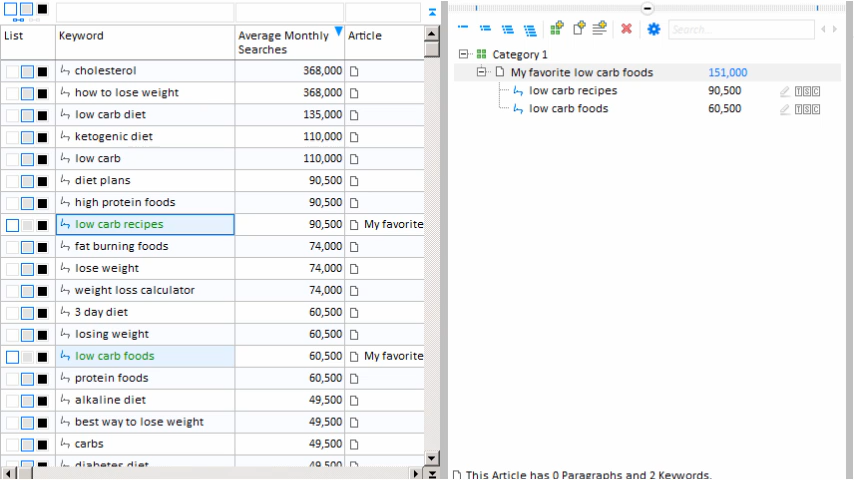 List Keyword Average Monthly Searches Article
cholesterol 368,000
how to lose weight 368,000
low carb diet 135,000
ketogenic diet 110,000
low carb 110,000
diet plans 90,500
high protein foods 90,500
low carb recipes 90,500 My favorite
fat burning foods 74,000
lose weight 74,000
weight loss calculator 74,000
3 day diet 60,500
losing weight 60,500
low carb foods 60,500 My favorite
protein foods 60,500
alkaline diet 49,500
best way to lose weight 49,500
carbs 49,500
diabetes diet 49,500
Search...
Category 1
My favorite low carb foods 151,000
low carb recipes 90,500 T S C
low carb foods 60,500 T S C
This Article has 0 Paragraphs and 2 Keywords.